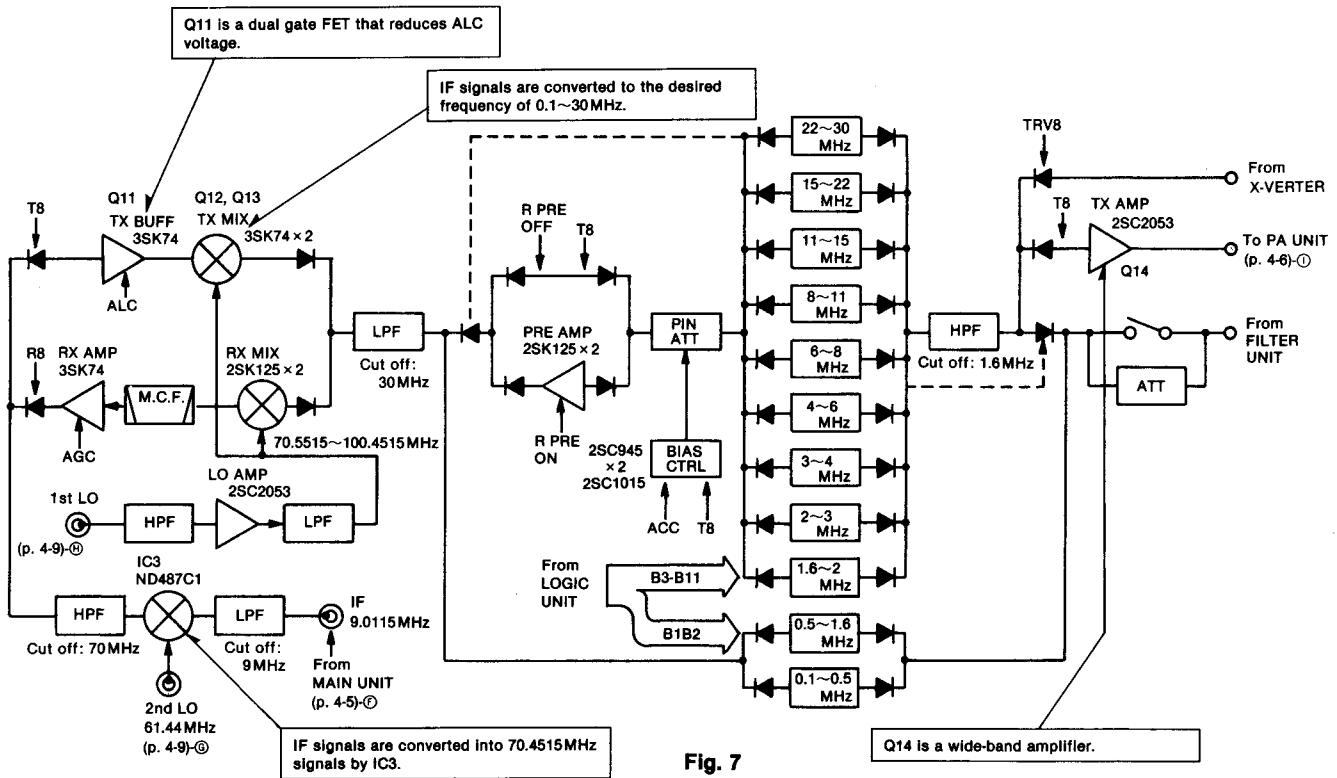 Q11 is a dual gate FET that reduces ALC
voltage.
IF signals are converted to the desired
frequency of 0.1~30MHz.
T8
Q11
TX BUFF
3SK74
ALC
Q12, Q13
TX MIX
3SK74×2
R8
RX AMP
3SK74
AGC
M.C.F.
RX MIX
2SK125×2
70.5515~100.4515MHz
LPF
Cut off:
30MHz
1st LO
(p. 4-9)-Ⓗ
HPF
LO AMP
2SC2053
LPF
IC3
ND487C1
HPF
Cut off: 70MHz
LPF
Cut off:
9MHz
IF
9.0115MHz
From
MAIN UNIT
(p. 4-5)-Ⓕ
2nd LO
61.44MHz
(p. 4-9)-Ⓖ
IF signals are converted into 70.4515MHz
signals by IC3.
R PRE
OFF
T8
PRE AMP
2SK125×2
R PRE
ON
PIN
ATT
2SC945
×2
2SC1015
BIAS
CTRL
ACC
T8
From
LOGIC
UNIT
B3-B11
B1B2
22~30
MHz
15~22
MHz
11~15
MHz
8~11
MHz
6~8
MHz
4~6
MHz
3~4
MHz
2~3
MHz
1.6~2
MHz
0.5~1.6
MHz
0.1~0.5
MHz
HPF
Cut off: 1.6MHz
TRV8
From
X-VERTER
T8
TX AMP
2SC2053
Q14
To PA UNIT
(p. 4-6)-Ⓘ
From
FILTER
UNIT
ATT
Q14 is a wide-band amplifier.
Fig. 7